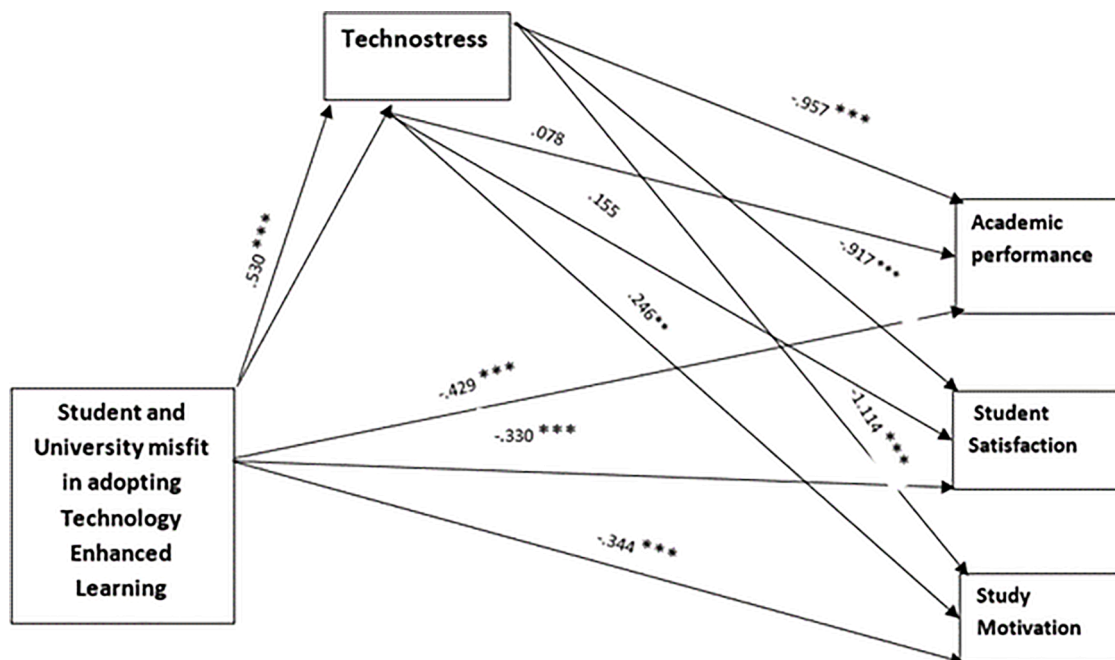 Technostress
-.957 ***
.078
.155
Academic
performance
-.917***
.530 ***
.246**
-.429 ***
Student and
University misfit
in adopting
Technology
Enhanced
Learning
-.330 ***
-1.114 ***
Student
Satisfaction
-.344 ***
Study
Motivation